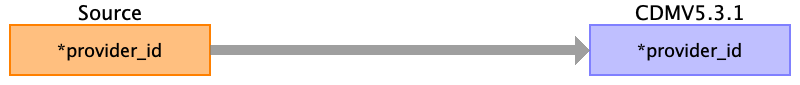 Source
CDMV5.3.1
*provider_id
*provider_id